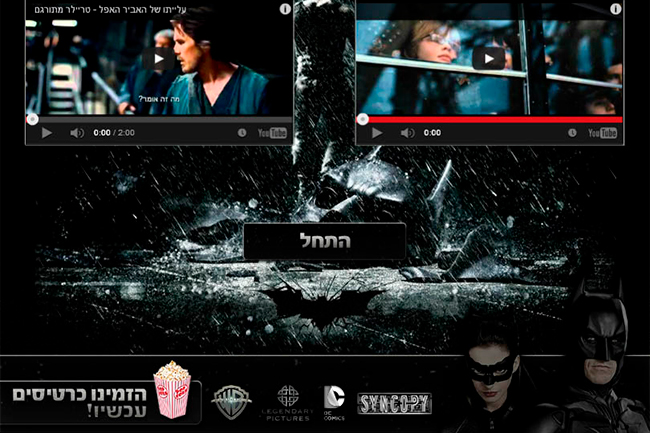 עלייתו של האביר האפל - טריילר מתורגם
מה זה אומר?
0:00 / 2:00
YouTube
0:00
YouTube
התחל
הזמינו כרטיסים
עכשיו!
LEGENDARY
PICTURES
DC
COMICS
SYNCOPY